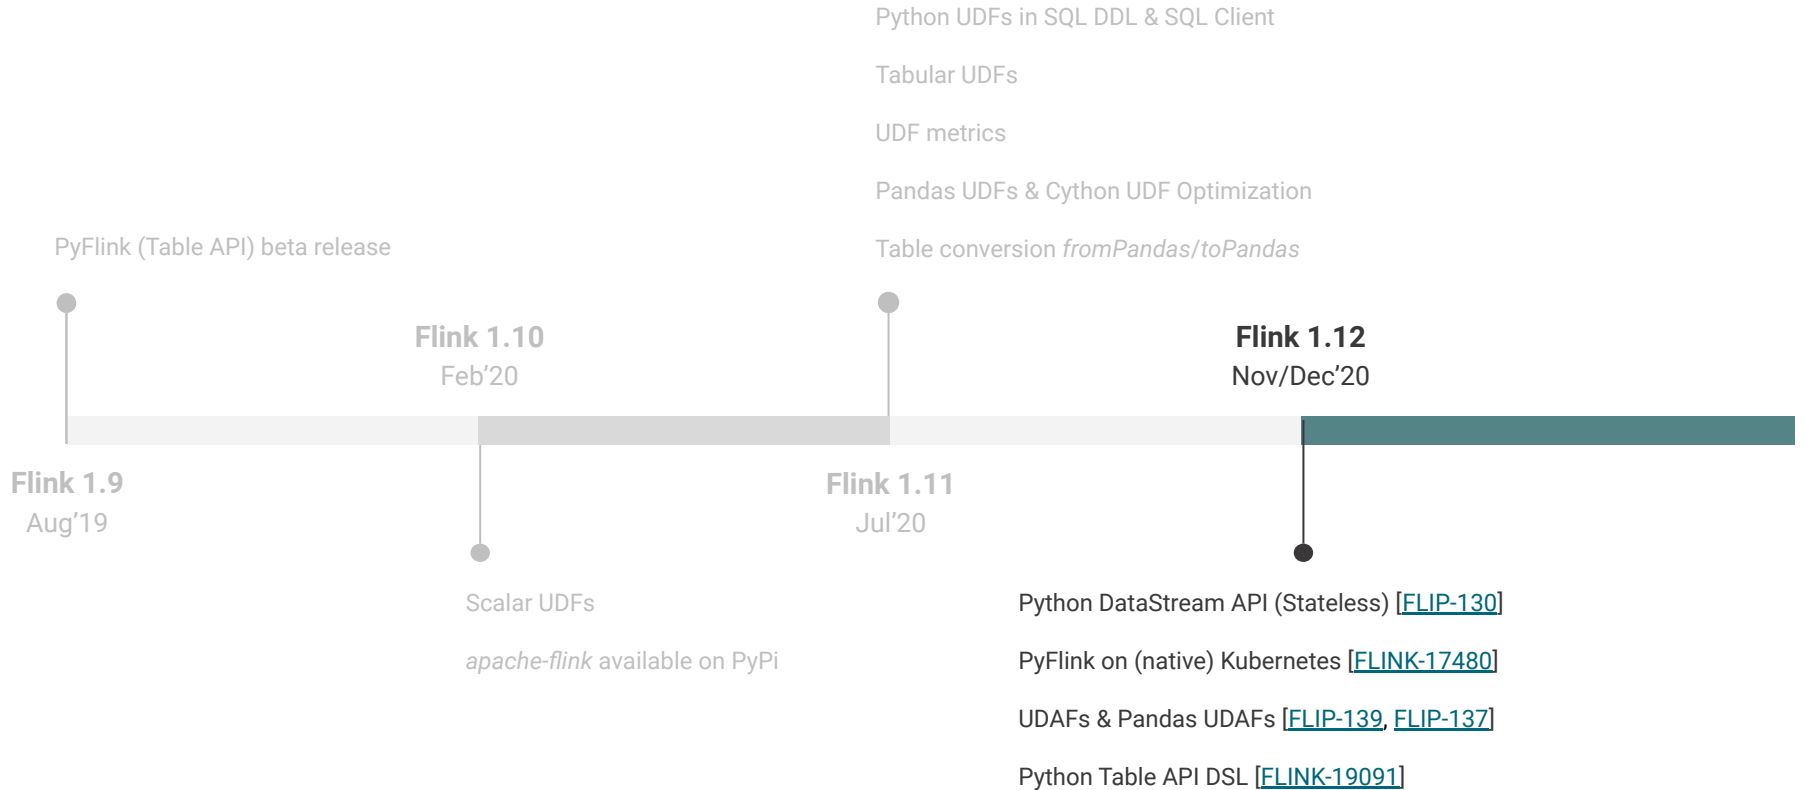 Python UDFs in SQL DDL & SQL Client
Tabular UDFs
UDF metrics
Pandas UDFs & Cython UDF Optimization
Table conversion fromPandas/toPandas
PyFlink (Table API) beta release
Flink 1.10
Feb’20
Flink 1.12
Nov/Dec’20
Flink 1.9
Aug’19
Flink 1.11
Jul’20
Scalar UDFs
apache-flink available on PyPi
Python DataStream API (Stateless) [FLIP-130]
PyFlink on (native) Kubernetes [FLINK-17480]
UDAFs & Pandas UDAFs [FLIP-139, FLIP-137]
Python Table API DSL [FLINK-19091]